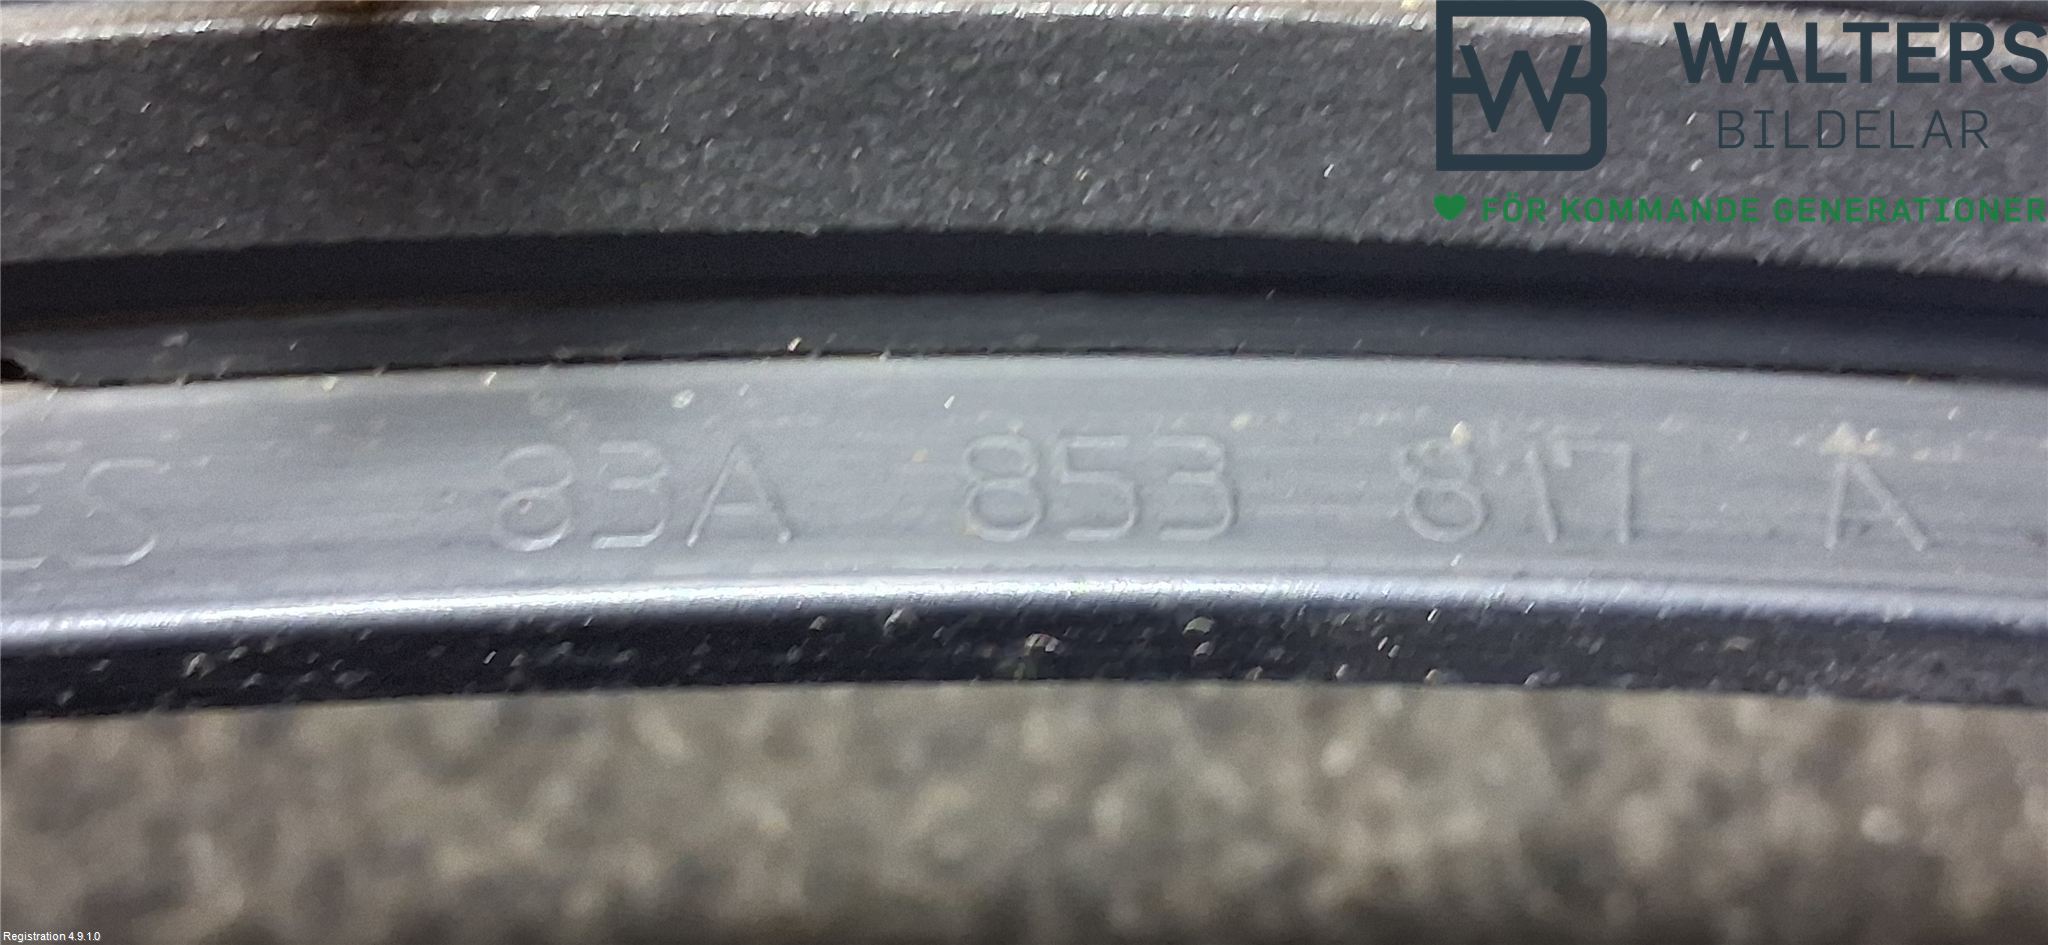 WALTERS
BILDELAR
FÖR KOMMANDE GENERATIONER
ES 83A 853 817 A
Registration 4.9.1.0